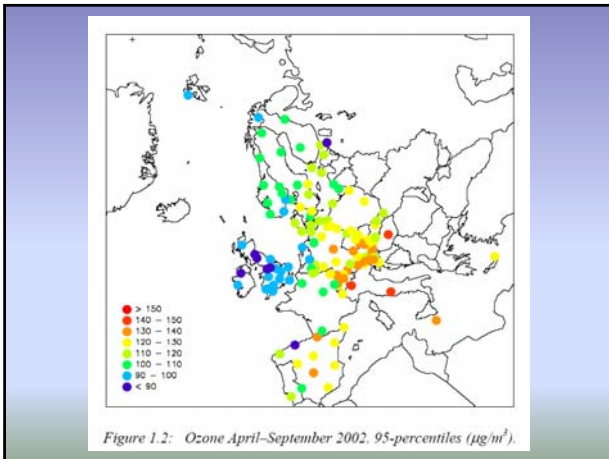 > 150
140 – 150
130 – 140
120 – 130
110 – 120
100 – 110
90 – 100
< 90
Figure 1.2: Ozone April–September 2002. 95-percentiles (µg/m³).